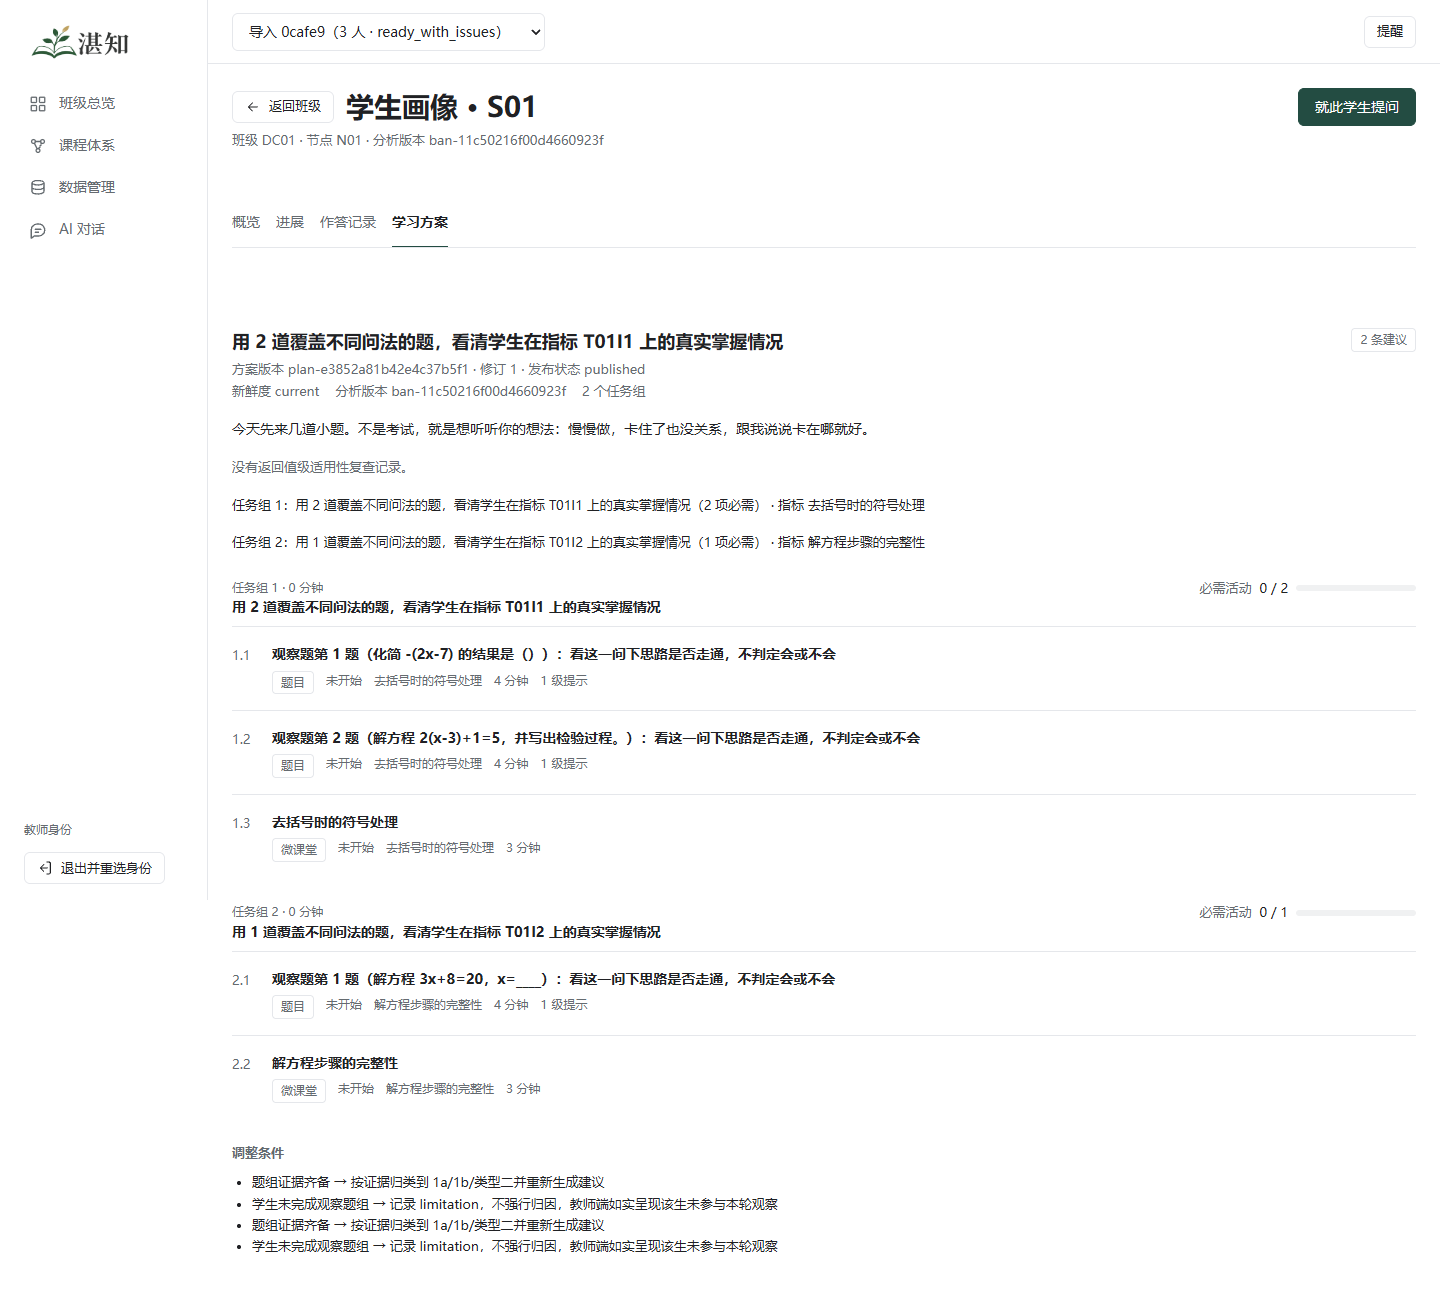 湛知
班级总览
课程体系
数据管理
AI 对话
教师身份
退出并重选身份
导入 0cafe9（3 人 · ready_with_issues）
提醒
返回班级
学生画像 • S01
就此学生提问
班级 DC01 · 节点 N01 · 分析版本 ban-11c50216f00d4660923f
概览 进展 作答记录 学习方案
用 2 道覆盖不同问法的题，看清学生在指标 T01I1 上的真实掌握情况
2 条建议
方案版本 plan-e3852a81b42e4c37b5f1 · 修订 1 · 发布状态 published
新鲜度 current 分析版本 ban-11c50216f00d4660923f 2 个任务组
今天先来几道小题。不是考试，就是想听听你的想法：慢慢做，卡住了也没关系，跟我说说卡在哪就好。
没有返回值级适用性复查记录。
任务组 1：用 2 道覆盖不同问法的题，看清学生在指标 T01I1 上的真实掌握情况（2 项必需） · 指标 去括号时的符号处理
任务组 2：用 1 道覆盖不同问法的题，看清学生在指标 T01I2 上的真实掌握情况（1 项必需） · 指标 解方程步骤的完整性
任务组 1 · 0 分钟
必需活动 0 / 2
用 2 道覆盖不同问法的题，看清学生在指标 T01I1 上的真实掌握情况
1.1 观察题第 1 题（化简 -(2x-7) 的结果是（））：看这一问下思路是否走通，不判定会或不会
题目 未开始 去括号时的符号处理 4 分钟 1 级提示
1.2 观察题第 2 题（解方程 2(x-3)+1=5，并写出检验过程。）：看这一问下思路是否走通，不判定会或不会
题目 未开始 去括号时的符号处理 4 分钟 1 级提示
1.3 去括号时的符号处理
微课堂 未开始 去括号时的符号处理 3 分钟
任务组 2 · 0 分钟
必需活动 0 / 1
用 1 道覆盖不同问法的题，看清学生在指标 T01I2 上的真实掌握情况
2.1 观察题第 1 题（解方程 3x+8=20，x=____）：看这一问下思路是否走通，不判定会或不会
题目 未开始 解方程步骤的完整性 4 分钟 1 级提示
2.2 解方程步骤的完整性
微课堂 未开始 解方程步骤的完整性 3 分钟
调整条件
• 题组证据齐备 → 按证据归类到 1a/1b/类型二并重新生成建议
• 学生未完成观察题组 → 记录 limitation，不强行归因，教师端如实呈现该生未参与本轮观察
• 题组证据齐备 → 按证据归类到 1a/1b/类型二并重新生成建议
• 学生未完成观察题组 → 记录 limitation，不强行归因，教师端如实呈现该生未参与本轮观察